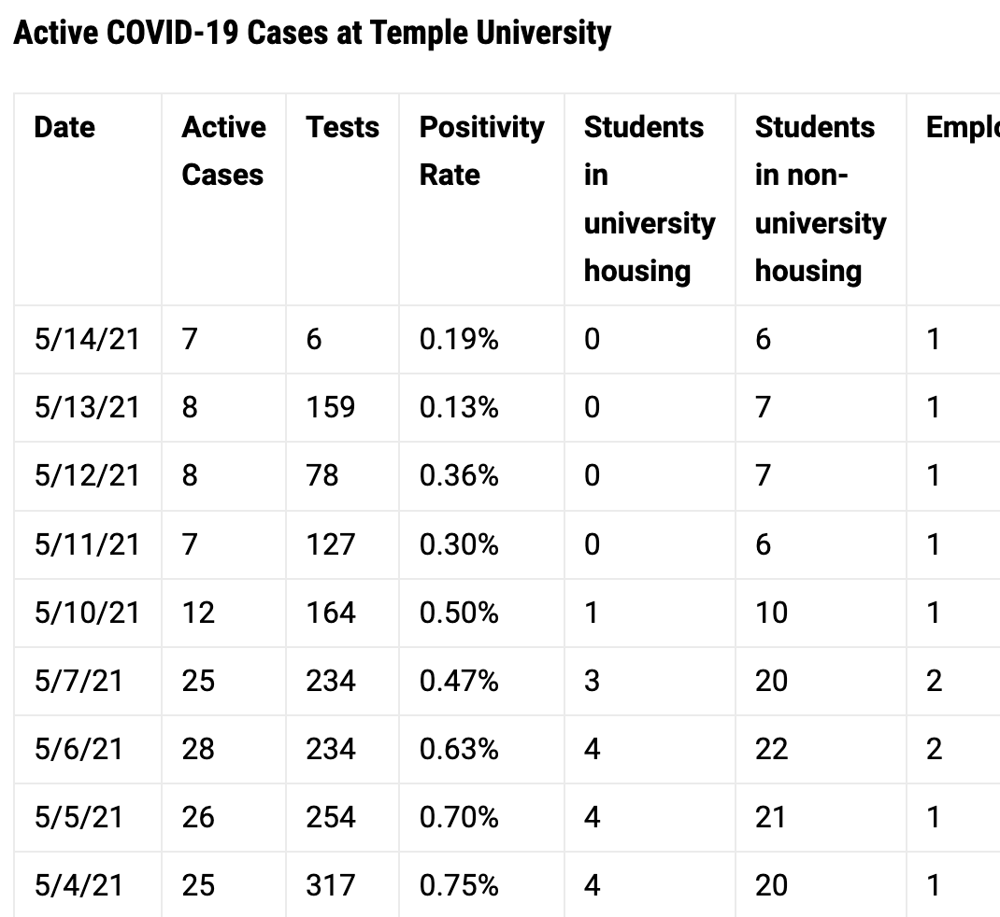 Active COVID-19 Cases at Temple University
Date Active Cases Tests Positivity Rate Students in university housing Students in non-university housing
5/14/21 7 6 0.19% 0 6 1
5/13/21 8 159 0.13% 0 7 1
5/12/21 8 78 0.36% 0 7 1
5/11/21 7 127 0.30% 0 6 1
5/10/21 12 164 0.50% 1 10 1
5/7/21 25 234 0.47% 3 20 2
5/6/21 28 234 0.63% 4 22 2
5/5/21 26 254 0.70% 4 21 1
5/4/21 25 317 0.75% 4 20 1